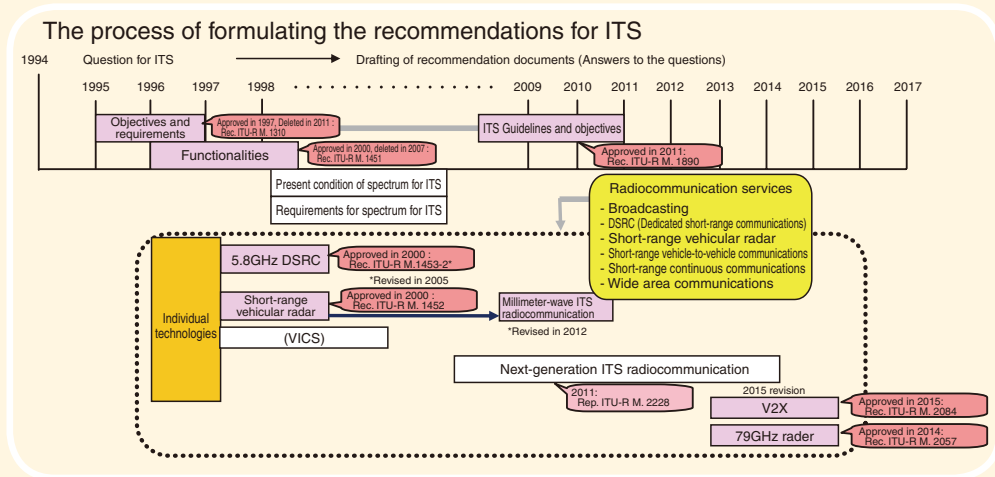 The process of formulating the recommendations for ITS
1994
Question for ITS
Drafting of recommendation documents (Answers to the questions)
1995
1996
1997
1998
2009
2010
2011
2012
2013
2014
2015
2016
2017
Objectives and
requirements
Approved in 1997, Deleted in 2011 :
Rec. ITU-R M. 1310
ITS Guidelines and objectives
Functionalities
Approved in 2000, deleted in 2007 :
Rec. ITU-R M. 1451
Approved in 2011:
Rec. ITU-R M. 1890
Present condition of spectrum for ITS
Requirements for spectrum for ITS
Radiocommunication services
- Broadcasting
- DSRC (Dedicated short-range communications)
- Short-range vehicular radar
- Short-range vehicle-to-vehicle communications
- Short-range continuous communications
- Wide area communications
Individual
technologies
5.8GHz DSRC
Approved in 2000 :
Rec. ITU-R M.1453-2*
*Revised in 2005
Short-range
vehicular radar
Approved in 2000 :
Rec. ITU-R M. 1452
Millimeter-wave ITS
radiocommunication
*Revised in 2012
(VICS)
Next-generation ITS radiocommunication
2011:
Rep. ITU-R M. 2228
2015 revision
V2X
Approved in 2015:
Rec. ITU-R M. 2084
79GHz rader
Approved in 2014:
Rec. ITU-R M. 2057